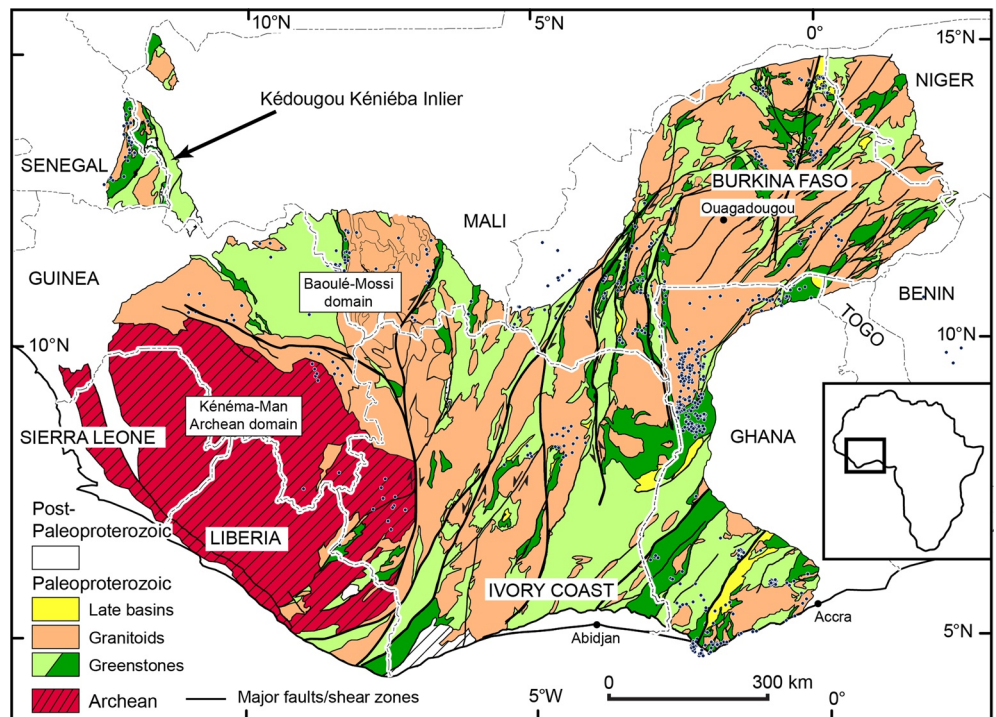 10°W
5°W
0°
15°N
NIGER
Kédougou Kéniéba Inlier
SENEGAL
BURKINA FASO
Ouagadougou
MALI
GUINEA
Baoulé-Mossi
domain
BENIN
TOGO
10°N
10°N
Kénéma-Man
Archean domain
SIERRA LEONE
GHANA
Post-
Paleoproterozoic
LIBERIA
Paleoproterozoic
IVORY COAST
Late basins
Granitoids
Accra
Abidjan
5°N
Greenstones
Archean
Major faults/shear zones
5°W
0
300 km
0°